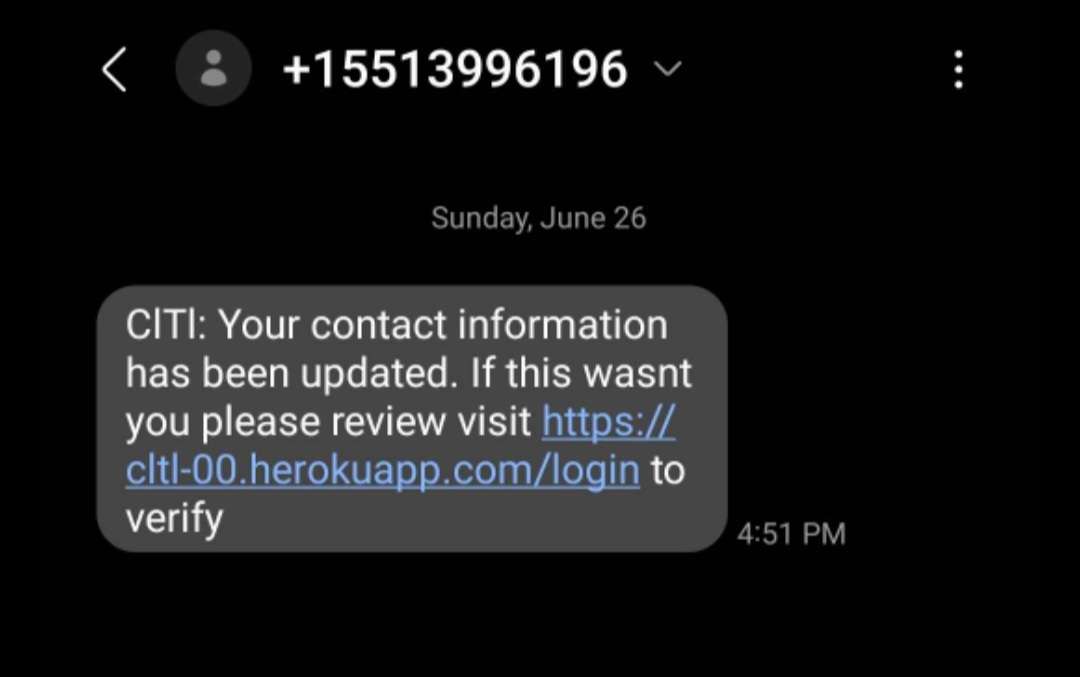 +15513996196
Sunday, June 26
ClTl: Your contact information
has been updated. If this wasnt
you please review visit https://
cltl-00.herokuapp.com/login to
verify
4:51 PM